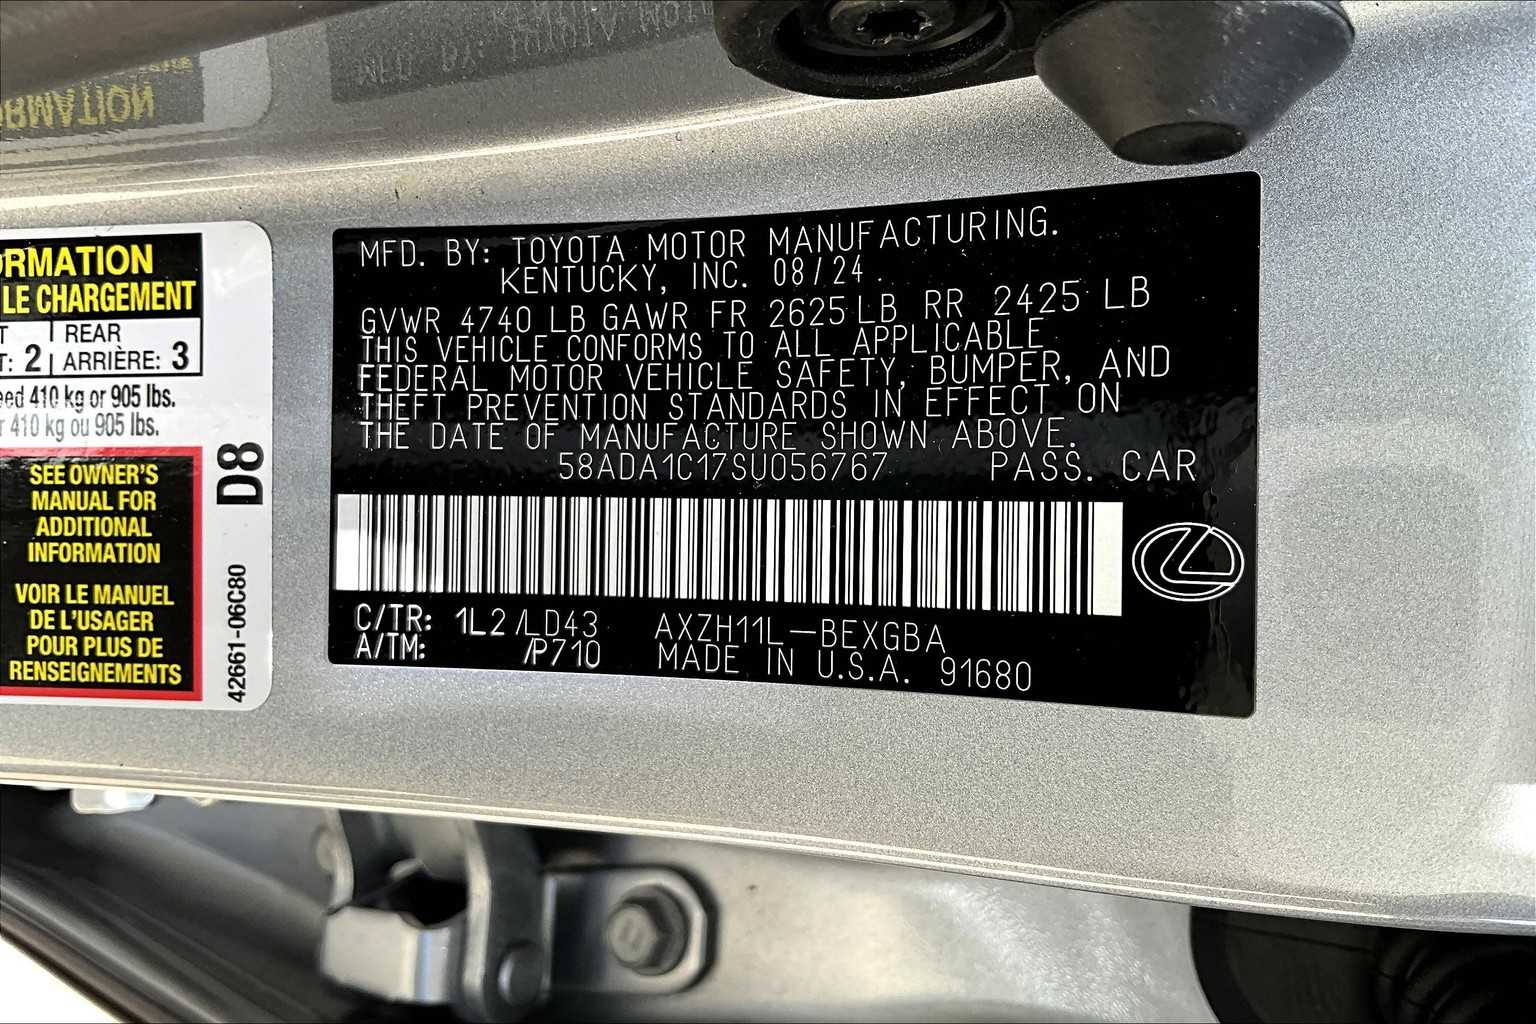 ORMATION
LE CHARGEMENT
T | REAR
T: 2 | ARRIÈRE: 3
eed 410 kg or 905 lbs.
r 410 kg ou 905 lbs.
SEE OWNER'S
MANUAL FOR
ADDITIONAL
INFORMATION
VOIR LE MANUEL
DE L'USAGER
POUR PLUS DE
RENSEIGNEMENTS
D8
42661-06C80
MFD. BY: TOYOTA MOTOR MANUFACTURING.
KENTUCKY, INC. 08/24
GVWR 4740 LB GAWR FR 2625 LB RR 2425 LB
THIS VEHICLE CONFORMS TO ALL APPLICABLE
FEDERAL MOTOR VEHICLE SAFETY, BUMPER, AND
THEFT PREVENTION STANDARDS IN EFFECT ON
THE DATE OF MANUFACTURE SHOWN ABOVE.
58ADA1C17SU056767 PASS. CAR
C/TR: 1L2/LD43 AXZH11L-BEXGBA
A/TM: /P710 MADE IN U.S.A. 91680